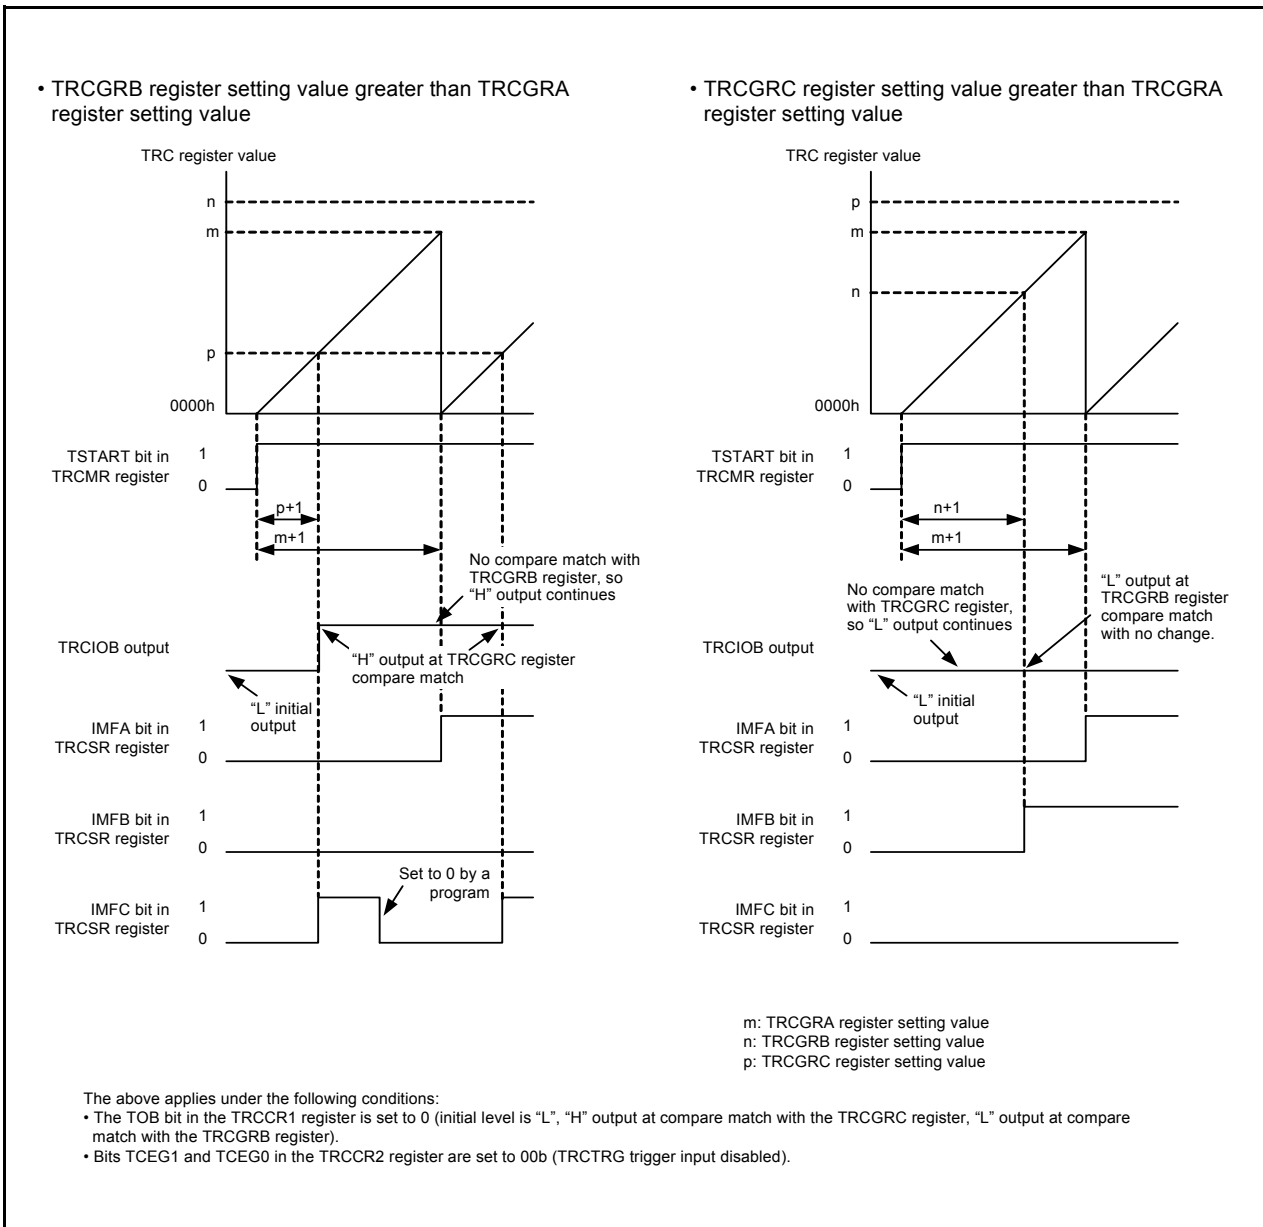 • TRCGRB register setting value greater than TRCGRA
register setting value
TRC register value
n
m
p
0000h
TSTART bit in
TRCMR register
1
0
p+1
m+1
No compare match with
TRCGRB register, so
“H” output continues
TRCIOB output
“H” output at TRCGRC register
compare match
“L” initial
output
IMFA bit in
TRCSR register
1
0
IMFB bit in
TRCSR register
1
0
Set to 0 by a
program
IMFC bit in
TRCSR register
1
0
• TRCGRC register setting value greater than TRCGRA
register setting value
TRC register value
p
m
n
0000h
TSTART bit in
TRCMR register
1
0
n+1
m+1
No compare match
with TRCGRC register,
so “L” output continues
“L” output at
TRCGRB register
compare match
with no change.
TRCIOB output
“L” initial
output
IMFA bit in
TRCSR register
1
0
IMFB bit in
TRCSR register
1
0
IMFC bit in
TRCSR register
1
0
m: TRCGRA register setting value
n: TRCGRB register setting value
p: TRCGRC register setting value
The above applies under the following conditions:
• The TOB bit in the TRCCR1 register is set to 0 (initial level is “L”, “H” output at compare match with the TRCGRC register, “L” output at compare
match with the TRCGRB register).
• Bits TCEG1 and TCEG0 in the TRCCR2 register are set to 00b (TRCTRG trigger input disabled).